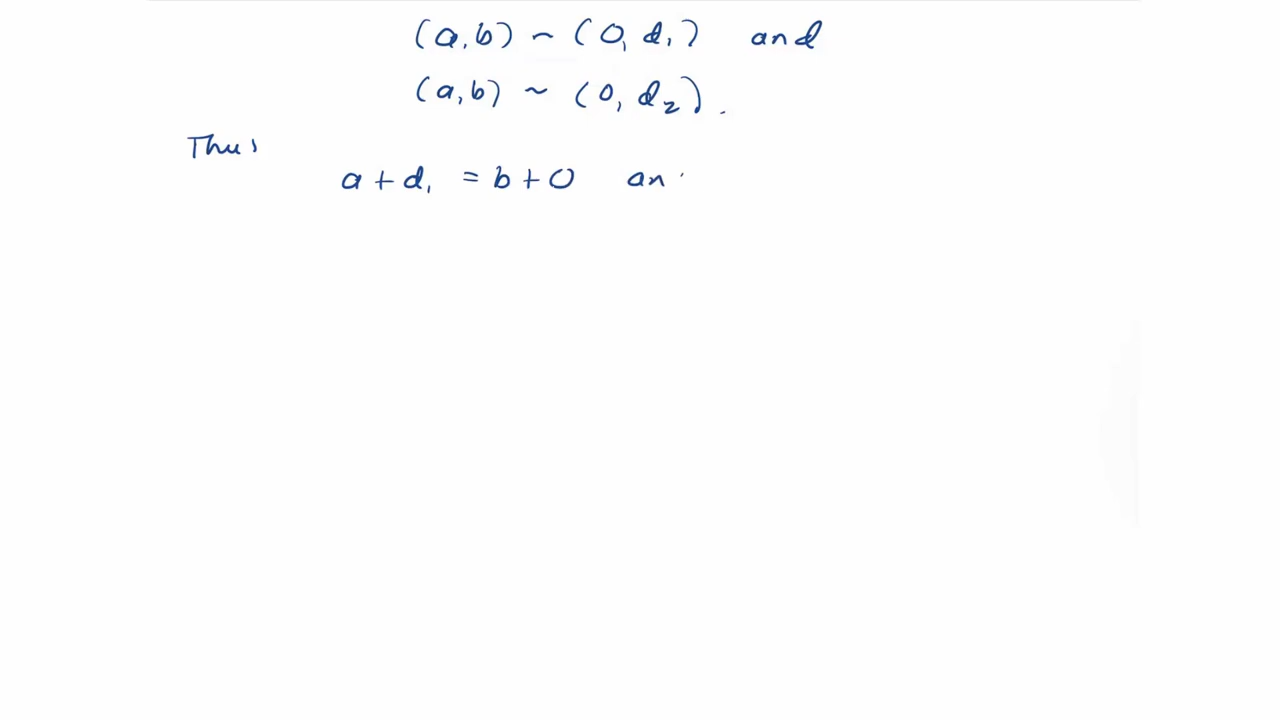 (a,b) ~ (0, d₁) and
(a,b) ~ (0, d₂).
Thus
a + d₁ = b + 0 an